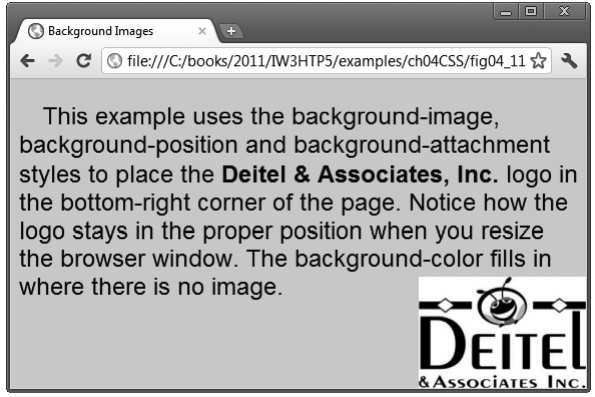 Background Images
file:///C:/books/2011/IW3HTP5/examples/ch04CSS/fig04_11
This example uses the background-image,
background-position and background-attachment
styles to place the Deitel & Associates, Inc. logo in
the bottom-right corner of the page. Notice how the
logo stays in the proper position when you resize
the browser window. The background-color fills in
where there is no image.
DEITEL
& ASSOCIATES INC.